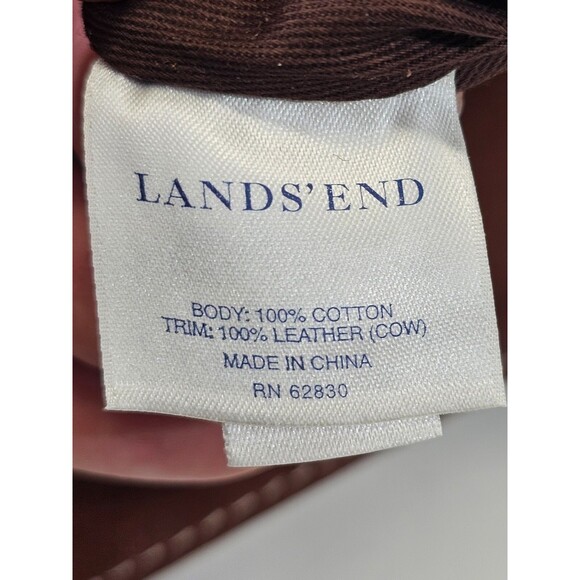 LANDS' END
BODY: 100% COTTON
TRIM: 100% LEATHER (COW)
MADE IN CHINA
RN 62830